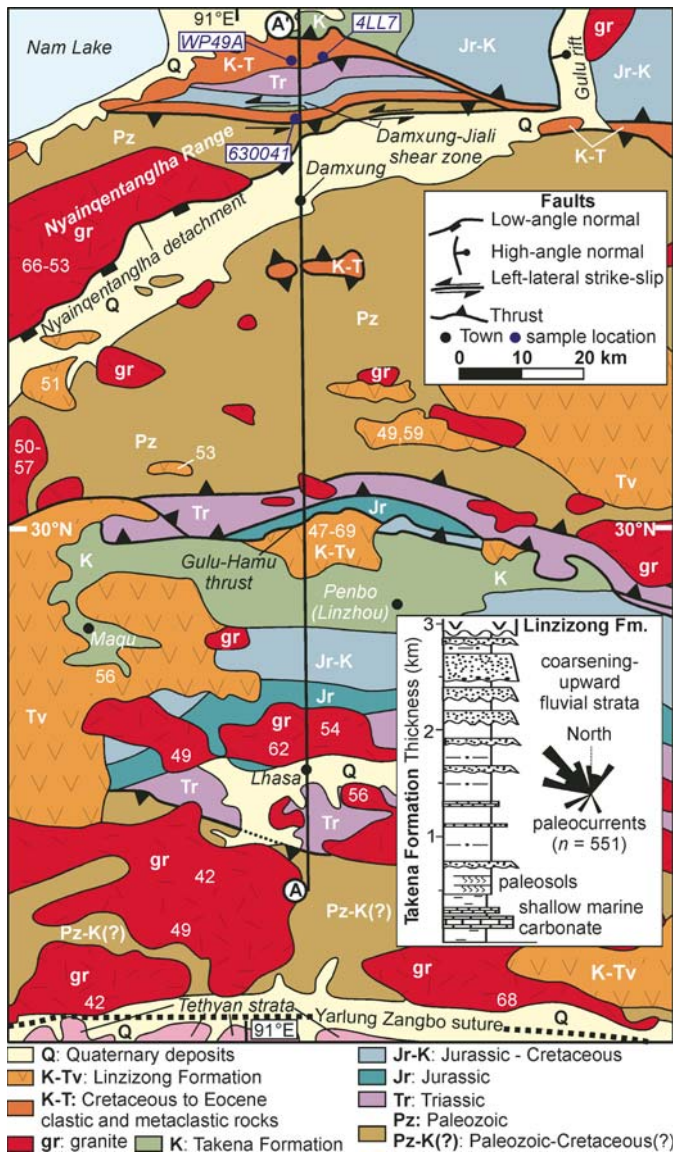 91°E
A'
K
4LL7
WP49A
Nam Lake
Q
K-T
Tr
Jr-K
gr
Gulu rift
Jr-K
Pz
Damxung-Jiali
shear zone
Q
K-T
630041
Nyainqentanglha Range
gr
66-53
Damxung
Nyainqentanglha detachment
Q
K-T
Pz
Faults
Low-angle normal
High-angle normal
Left-lateral strike-slip
Thrust
Town
sample location
0 10 20 km
51
gr
gr
49,59
50-
57
Pz
53
Tv
30°N
Tr
Jr
47-69
K-Tv
30°N
gr
K
Gulu-Hamu
thrust
Penbo
(Linzhou)
K
Maqu
56
gr
Jr-K
Tv
Jr
gr
54
62
49
Lhasa
Q
Tr
56
Tr
gr
42
A
Pz-K(?)
49
Pz-K(?)
gr
42
gr
68
K-Tv
Tethyan strata
Yarlung Zangbo suture
Q
91°E
Q
Q
Takena Formation Thickness (km)
3
2
1
Linzizong Fm.
coarsening-
upward
fluvial strata
North
paleocurrents
(n = 551)
paleosols
shallow marine
carbonate
Q: Quaternary deposits
K-Tv: Linzizong Formation
K-T: Cretaceous to Eocene
clastic and metaclastic rocks
gr: granite
K: Takena Formation
Jr-K: Jurassic - Cretaceous
Jr: Jurassic
Tr: Triassic
Pz: Paleozoic
Pz-K(?): Paleozoic-Cretaceous(?)